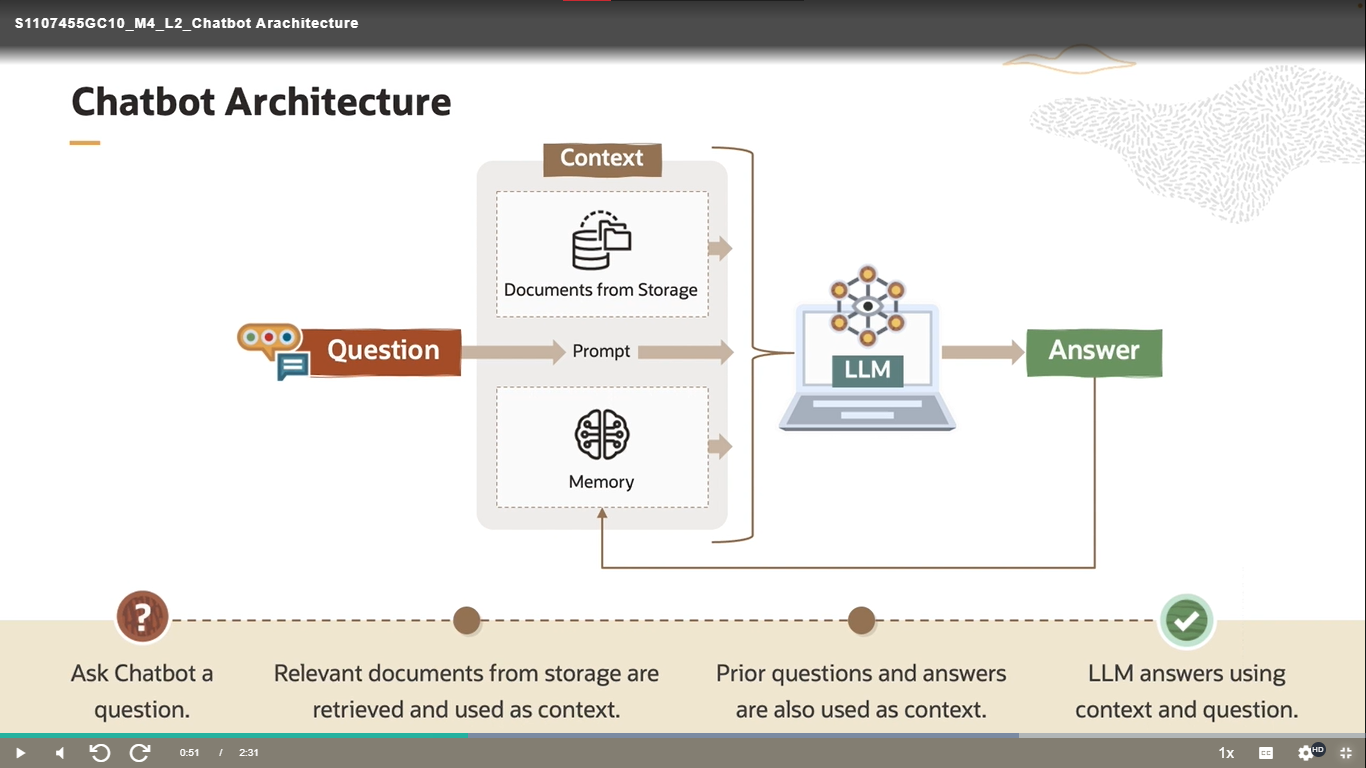 S1107455GC10_M4_L2_Chatbot Arachitecture
Chatbot Architecture
Context
Documents from Storage
Question
Prompt
LLM
Answer
Memory
?
Ask Chatbot a
question.
Relevant documents from storage are
retrieved and used as context.
Prior questions and answers
are also used as context.
LLM answers using
context and question.
0:51 / 2:31
1x
CC
HD